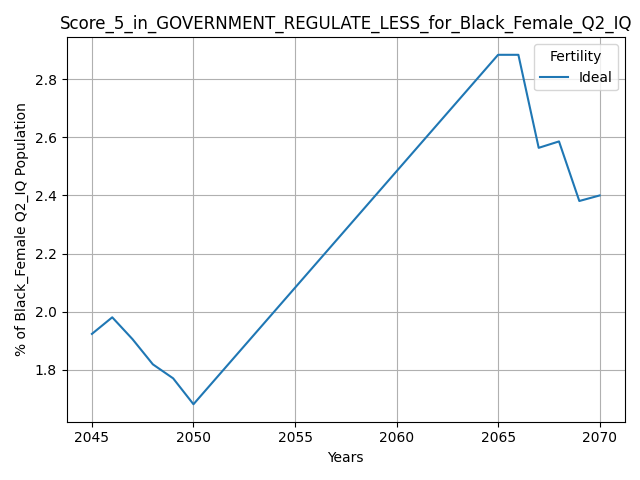 Score_5_in_GOVERNMENT_REGULATE_LESS_for_Black_Female_Q2_IQ
Fertility
Ideal
% of Black_Female Q2_IQ Population
2.8
2.6
2.4
2.2
2.0
1.8
2045 2050 2055 2060 2065 2070
Years